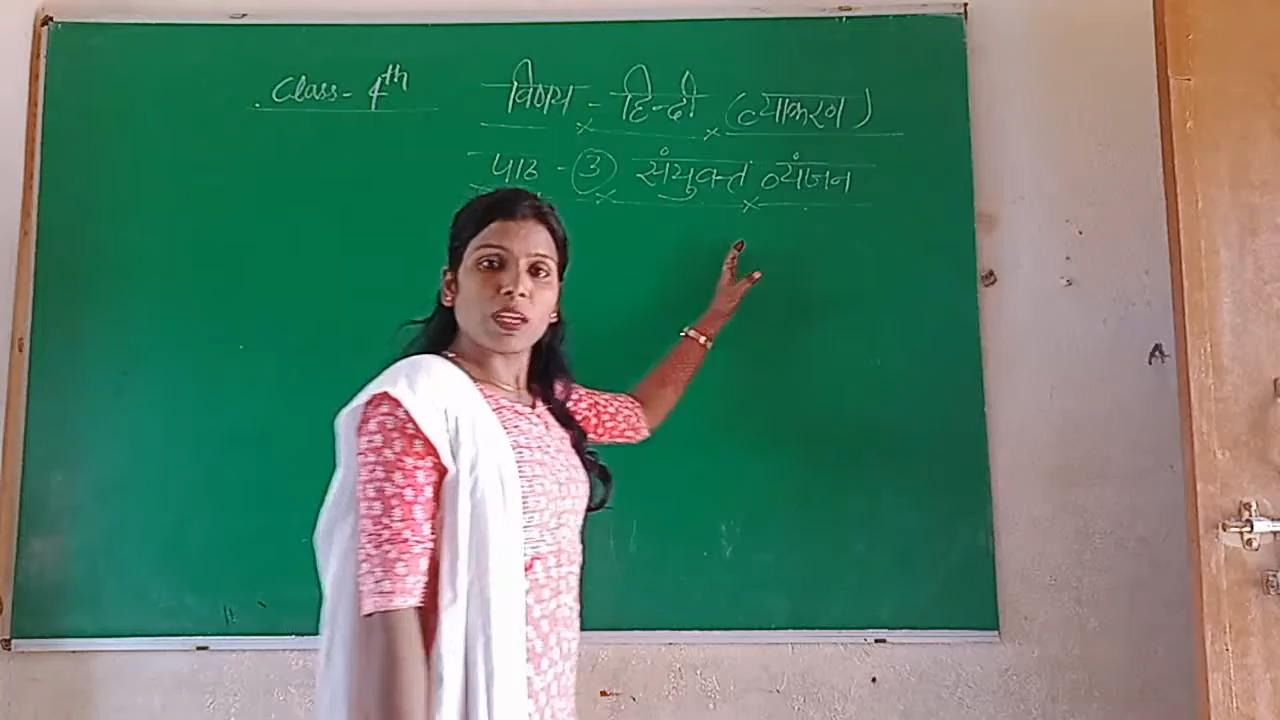 Class - 4th
विषय - हिन्दी (व्याकरण)
पाठ - ③ संयुक्त व्यंजन
A